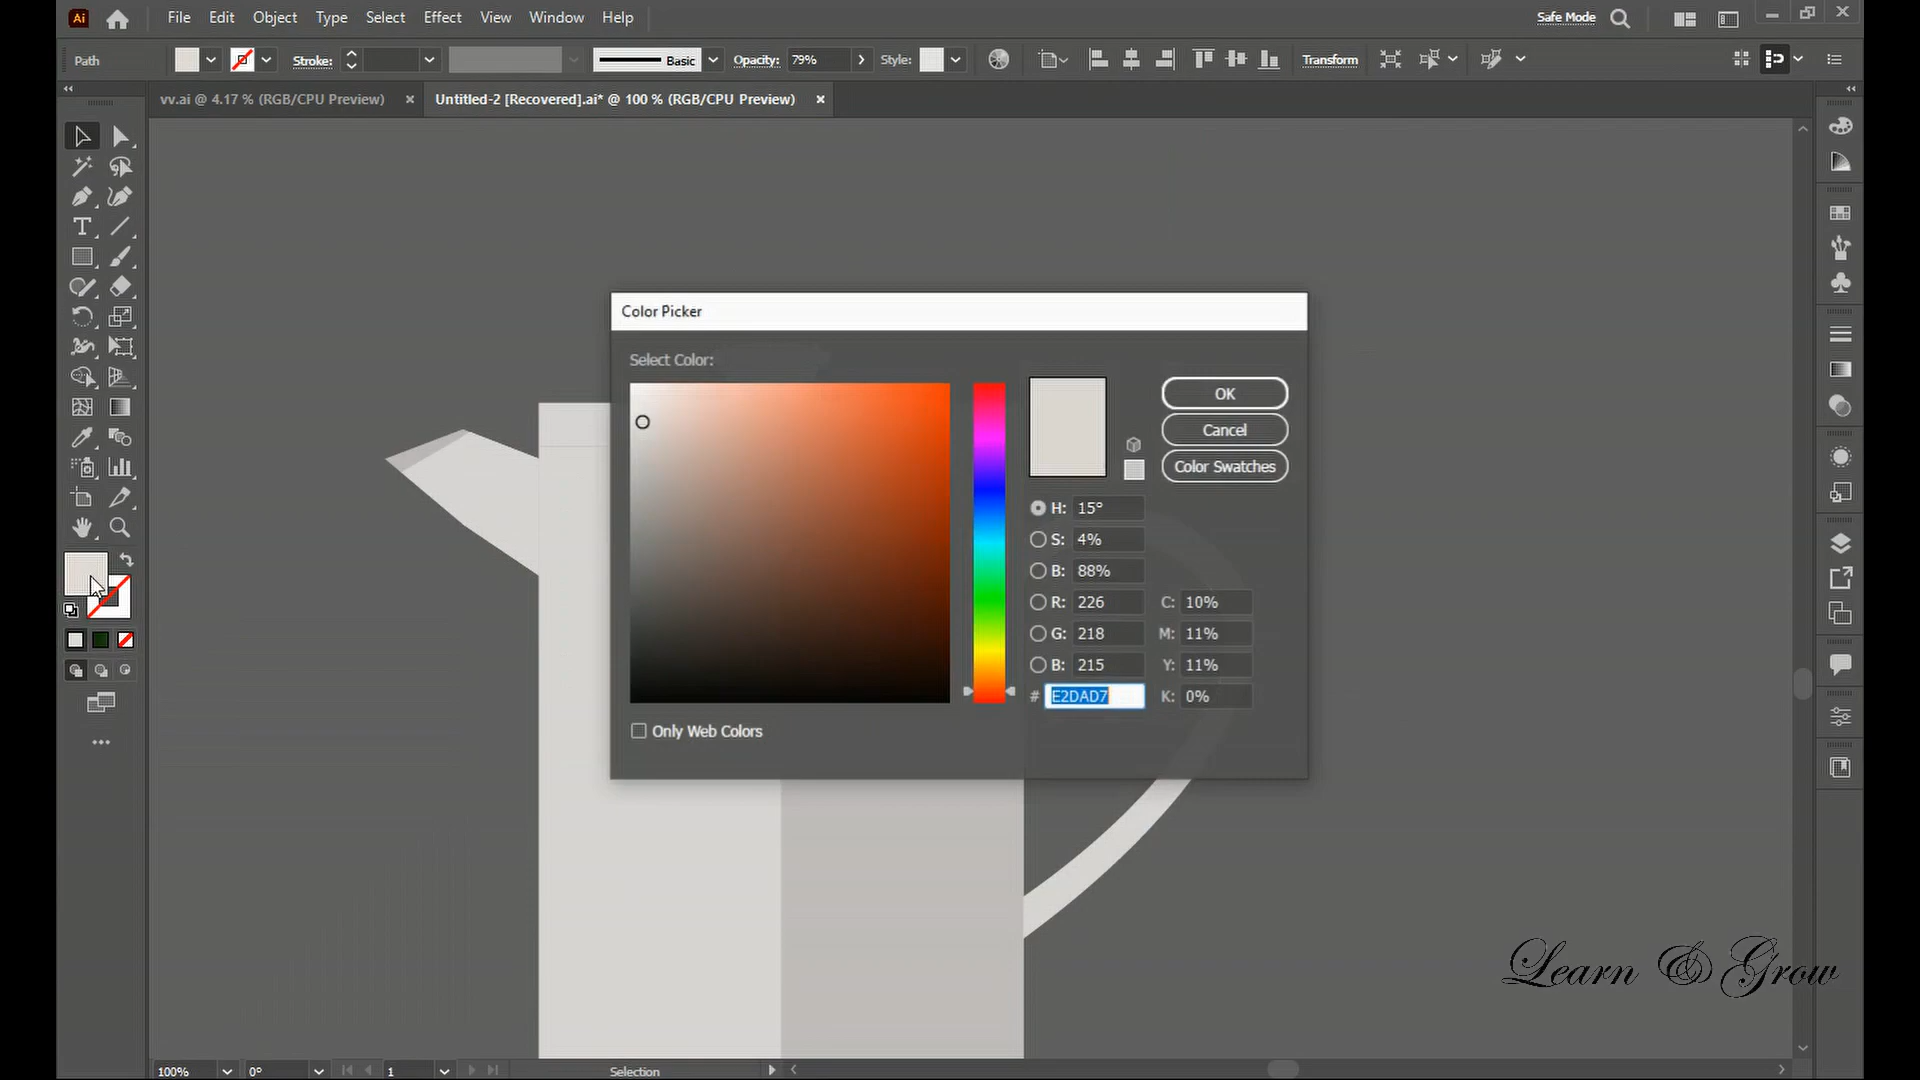 Ai File Edit Object Type Select Effect View Window Help Safe Mode
Path Stroke: Basic Opacity: 79% Style: Transform
vv.ai @ 4.17 % (RGB/CPU Preview) × Untitled-2 [Recovered].ai* @ 100 % (RGB/CPU Preview) ×
Color Picker
Select Color:
OK
Cancel
Color Swatches
H: 15°
S: 4%
B: 88%
R: 226 C: 10%
G: 218 M: 11%
B: 215 Y: 11%
# E2DAD7 K: 0%
Only Web Colors
Learn & Grow
100% 0° 1 Selection